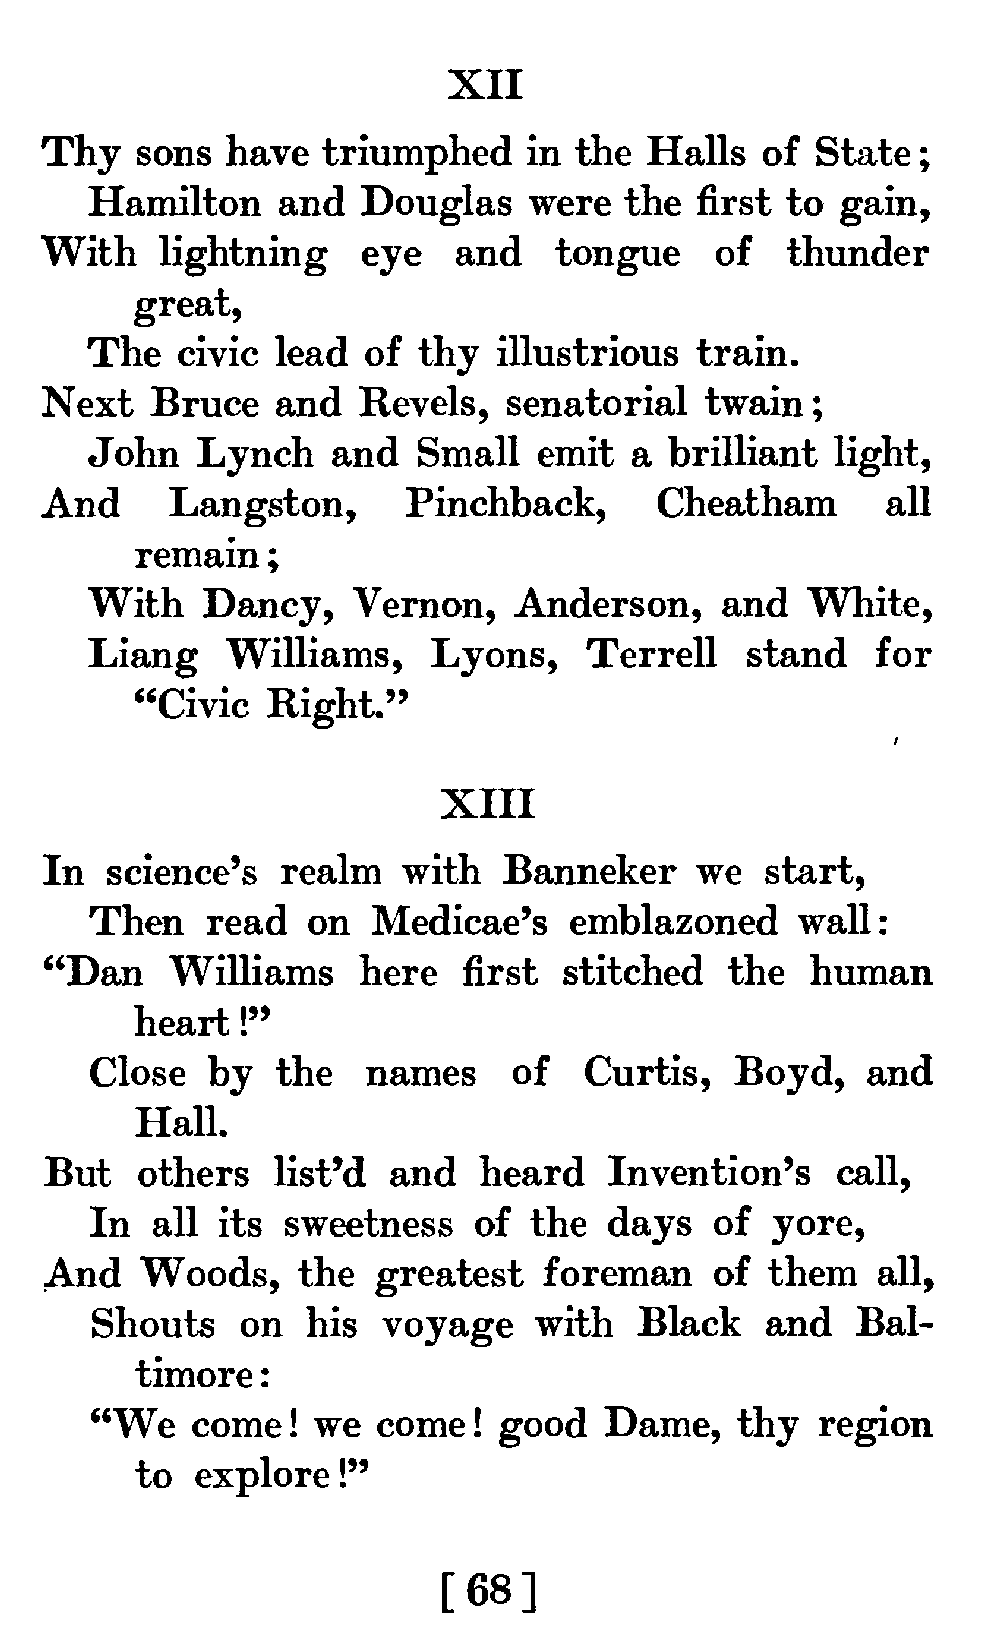 XII
Thy sons have triumphed in the Halls of State;
Hamilton and Douglas were the first to gain,
With lightning eye and tongue of thunder
great,
The civic lead of thy illustrious train.
Next Bruce and Revels, senatorial twain;
John Lynch and Small emit a brilliant light,
And Langston, Pinchback, Cheatham all
remain;
With Dancy, Vernon, Anderson, and White,
Liang Williams, Lyons, Terrell stand for
“Civic Right.”
XIII
In science’s realm with Banneker we start,
Then read on Medicae’s emblazoned wall:
“Dan Williams here first stitched the human
heart!”
Close by the names of Curtis, Boyd, and
Hall.
But others list’d and heard Invention’s call,
In all its sweetness of the days of yore,
And Woods, the greatest foreman of them all,
Shouts on his voyage with Black and Bal-
timore:
“We come! we come! good Dame, thy region
to explore!”
[ 68 ]